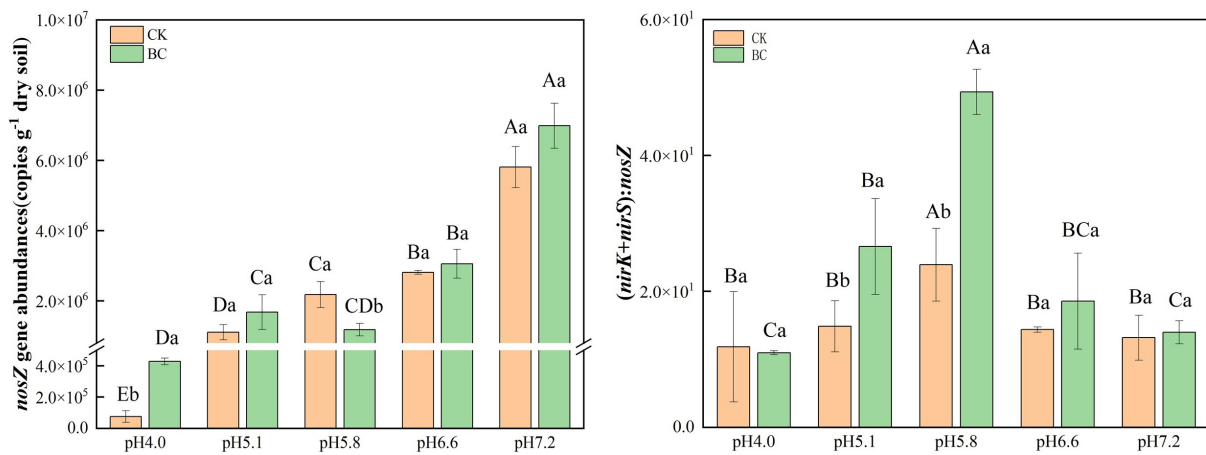 nosZ gene abundances(copies g⁻¹ dry soil)
1.0×10⁷
8.0×10⁶
6.0×10⁶
4.0×10⁶
2.0×10⁶
4.0×10⁵
2.0×10⁵
0.0
CK
BC
Eb
Da
Da
Ca
Ca
CDb
Ba
Ba
Aa
Aa
pH4.0 pH5.1 pH5.8 pH6.6 pH7.2
(nirK+nirS):nosZ
6.0×10¹
4.0×10¹
2.0×10¹
0.0
CK
BC
Ba
Ca
Bb
Ba
Ab
Aa
Ba
BCa
Ba
Ca
pH4.0 pH5.1 pH5.8 pH6.6 pH7.2